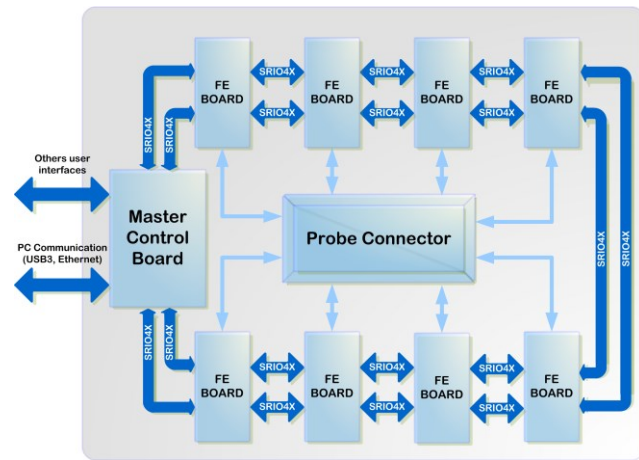 FE BOARD
SRIO4X
FE BOARD
SRIO4X
FE BOARD
SRIO4X
FE BOARD
SRIO4X
SRIO4X
SRIO4X
SRIO4X
SRIO4X
Others user
interfaces
Master
Control
Board
Probe Connector
PC Communication
(USB3, Ethernet)
SRIO4X
SRIO4X
SRIO4X
SRIO4X
FE
BOARD
SRIO4X
FE
BOARD
SRIO4X
FE
BOARD
SRIO4X
FE
BOARD
SRIO4X
SRIO4X
SRIO4X